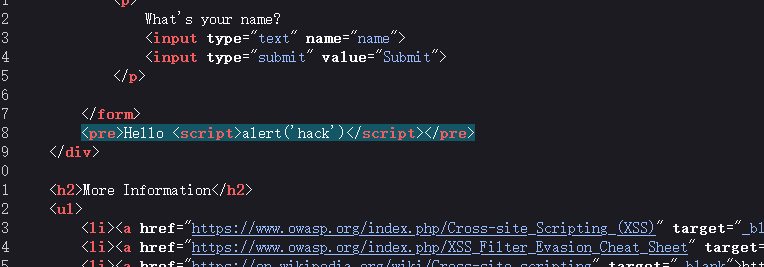 1 <p>
2 What's your name?
3 <input type="text" name="name">
4 <input type="submit" value="Submit">
5 </p>
6
7 </form>
8 <pre>Hello <script>alert('hack')</script></pre>
9 </div>
0
1 <h2>More Information</h2>
2 <ul>
3 <li><a href="https://www.owasp.org/index.php/Cross-site_Scripting_(XSS)" target="_bl
4 <li><a href="https://www.owasp.org/index.php/XSS_Filter_Evasion_Cheat_Sheet" target=
5 <li><a href="https://en.wikipedia.org/wiki/Cross-site_scripting" target="_blank">htt